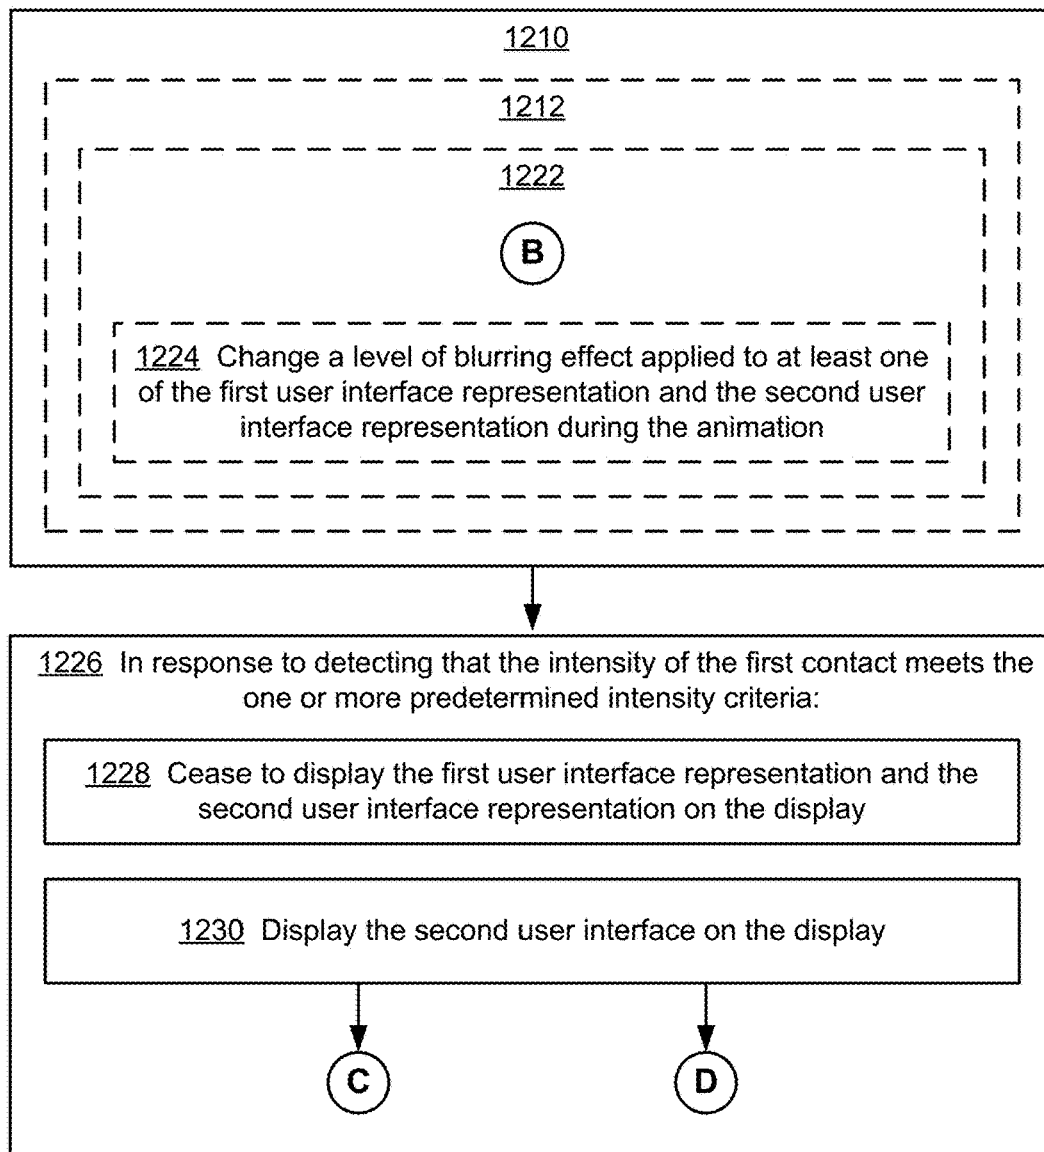 1210
1212
1222
B
1224 Change a level of blurring effect applied to at least one
of the first user interface representation and the second user
interface representation during the animation
1226 In response to detecting that the intensity of the first contact meets the
one or more predetermined intensity criteria:
1228 Cease to display the first user interface representation and the
second user interface representation on the display
1230 Display the second user interface on the display
C
D